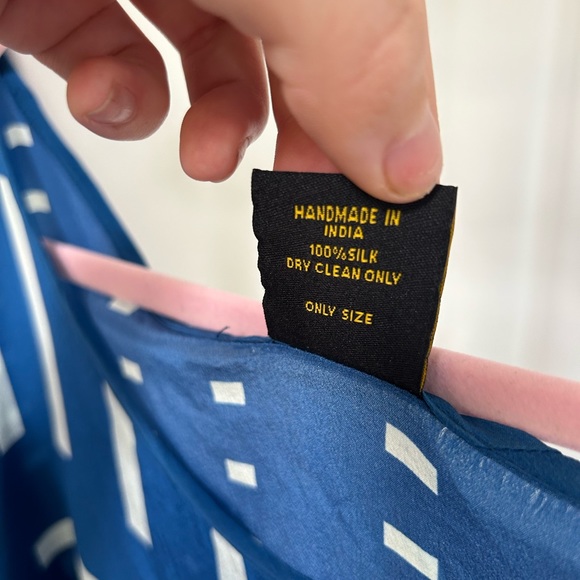 HANDMADE IN
INDIA
100%SILK
DRY CLEAN ONLY
ONLY SIZE